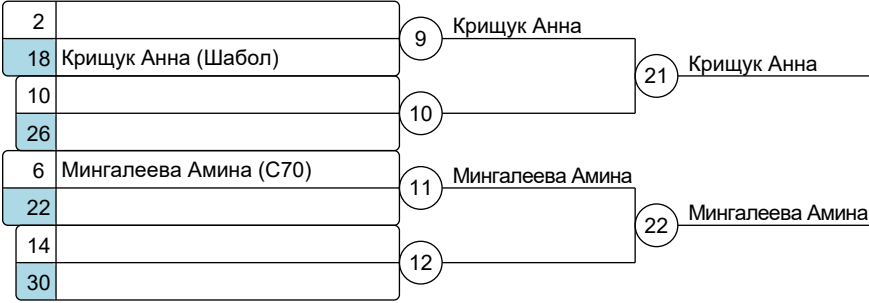 2
9 Крищук Анна
18 Крищук Анна (Шабол)
21 Крищук Анна
10
10
26
6 Мингалеева Амина (С70)
11 Мингалеева Амина
22
22 Мингалеева Амина
14
12
30